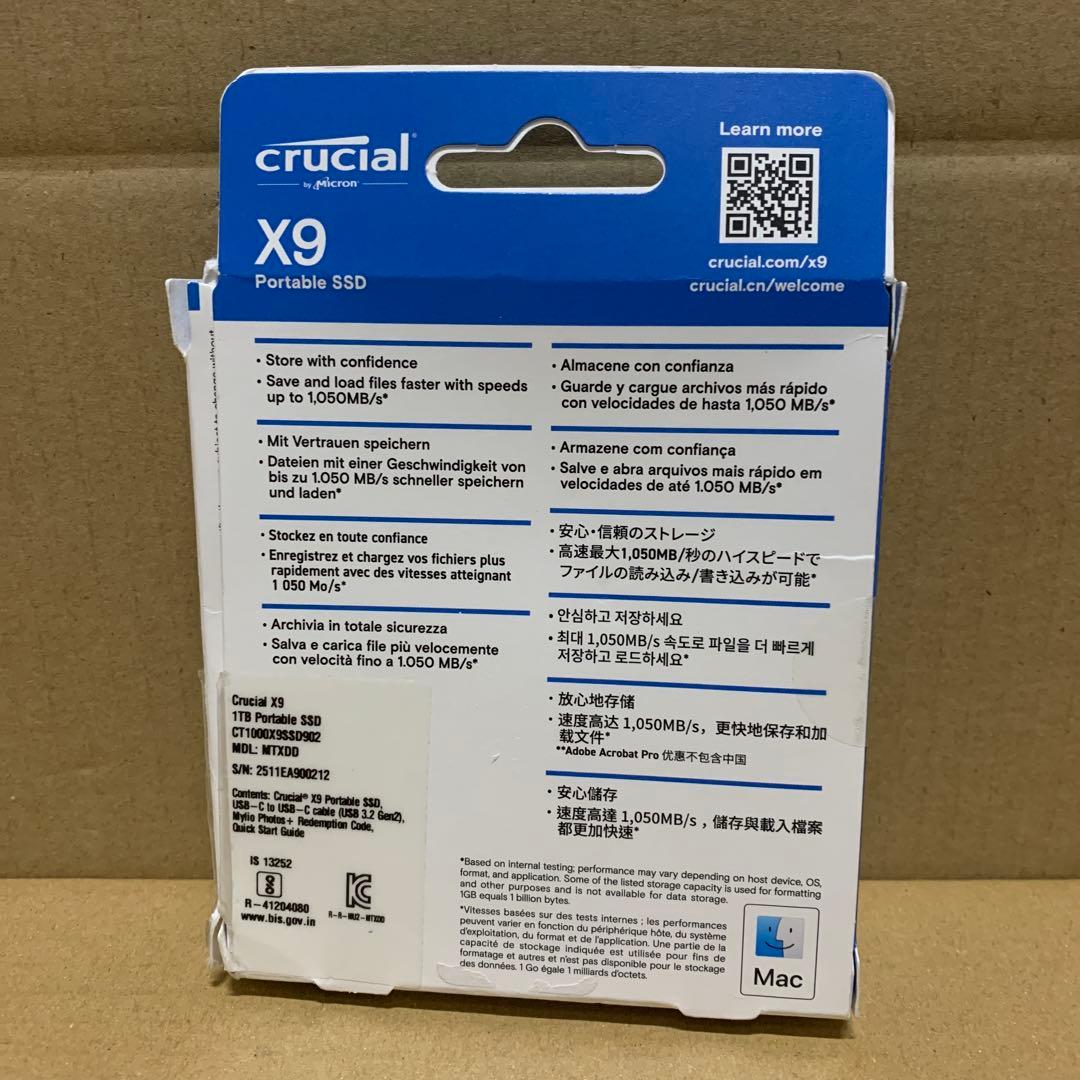 crucial
by Micron
X9
Portable SSD
Learn more
crucial.com/x9
crucial.cn/welcome
• Store with confidence
• Save and load files faster with speeds
up to 1,050MB/s*
• Mit Vertrauen speichern
• Dateien mit einer Geschwindigkeit von
bis zu 1.050 MB/s schneller speichern
und laden*
• Stockez en toute confiance
• Enregistrez et chargez vos fichiers plus
rapidement avec des vitesses atteignant
1 050 Mo/s*
• Archivia in totale sicurezza
• Salva e carica file più velocemente
con velocità fino a 1.050 MB/s*
• Almacene con confianza
• Guarde y cargue archivos más rápido
con velocidades de hasta 1,050 MB/s*
• Armazene com confiança
• Salve e abra arquivos mais rápido em
velocidades de até 1.050 MB/s*
• 安心・信頼のストレージ
• 高速最大1,050MB/秒のハイスピードで
ファイルの読み込み/書き込みが可能*
• 안심하고 저장하세요
• 최대 1,050MB/s 속도로 파일을 더 빠르게
저장하고 로드하세요*
• 放心地存储
• 速度高达 1,050MB/s，更快地保存和加
载文件*
**Adobe Acrobat Pro 优惠不包含中国
• 安心儲存
• 速度高達 1,050MB/s，儲存與載入檔案
都更加快速*
*Based on internal testing; performance may vary depending on host device, OS,
format, and application. Some of the listed storage capacity is used for formatting
and other purposes and is not available for data storage.
1GB equals 1 billion bytes.
*Vitesses basées sur des tests internes ; les performances
peuvent varier en fonction du périphérique hôte, du système
d'exploitation, du format et de l'application. Une partie de la
capacité de stockage indiquée est utilisée pour fins de
formatage et autres et n'est pas disponible pour le stockage
des données. 1 Go égale 1 milliards d'octets.
Mac
Crucial X9
1TB Portable SSD
CT1000X9SSD902
MDL: MTXDD
S/N: 2511EA900212
Contents: Crucial® X9 Portable SSD,
USB-C to USB-C cable (USB 3.2 Gen2),
Mylio Photos+ Redemption Code,
Quick Start Guide
IS 13252
R-41204080
www.bis.gov.in
R-R-MU2-MTXDD
subject to change without